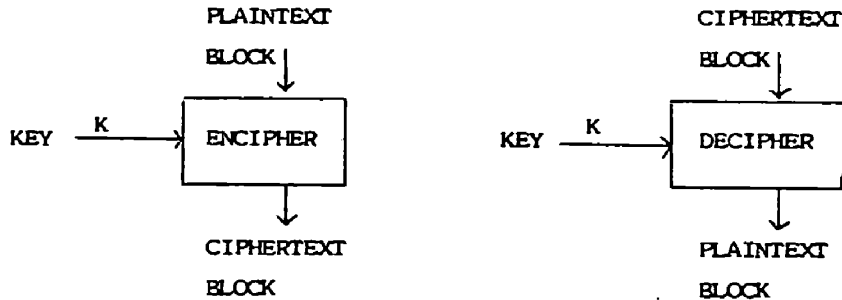 PLAINTEXT
BLOCK
KEY K ENCIPHER
CIPHERTEXT
BLOCK
CIPHERTEXT
BLOCK
KEY K DECIPHER
PLAINTEXT
BLOCK